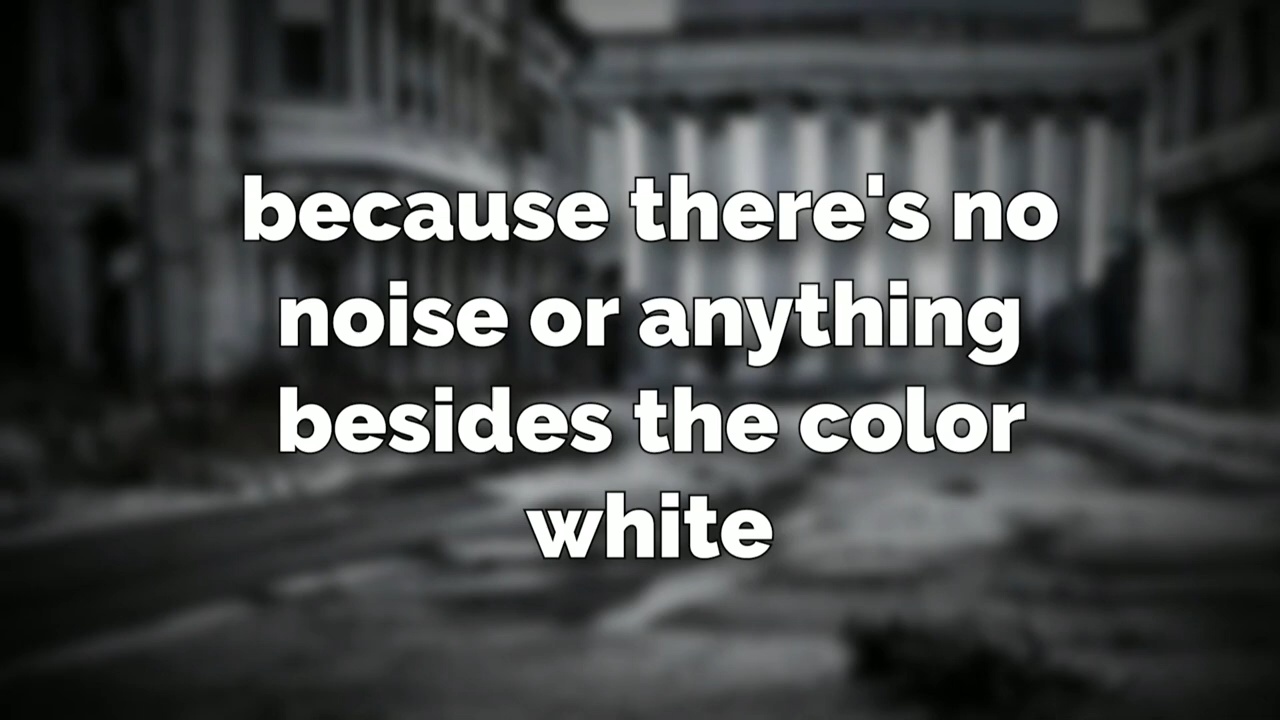 because there's no
noise or anything
besides the color
white